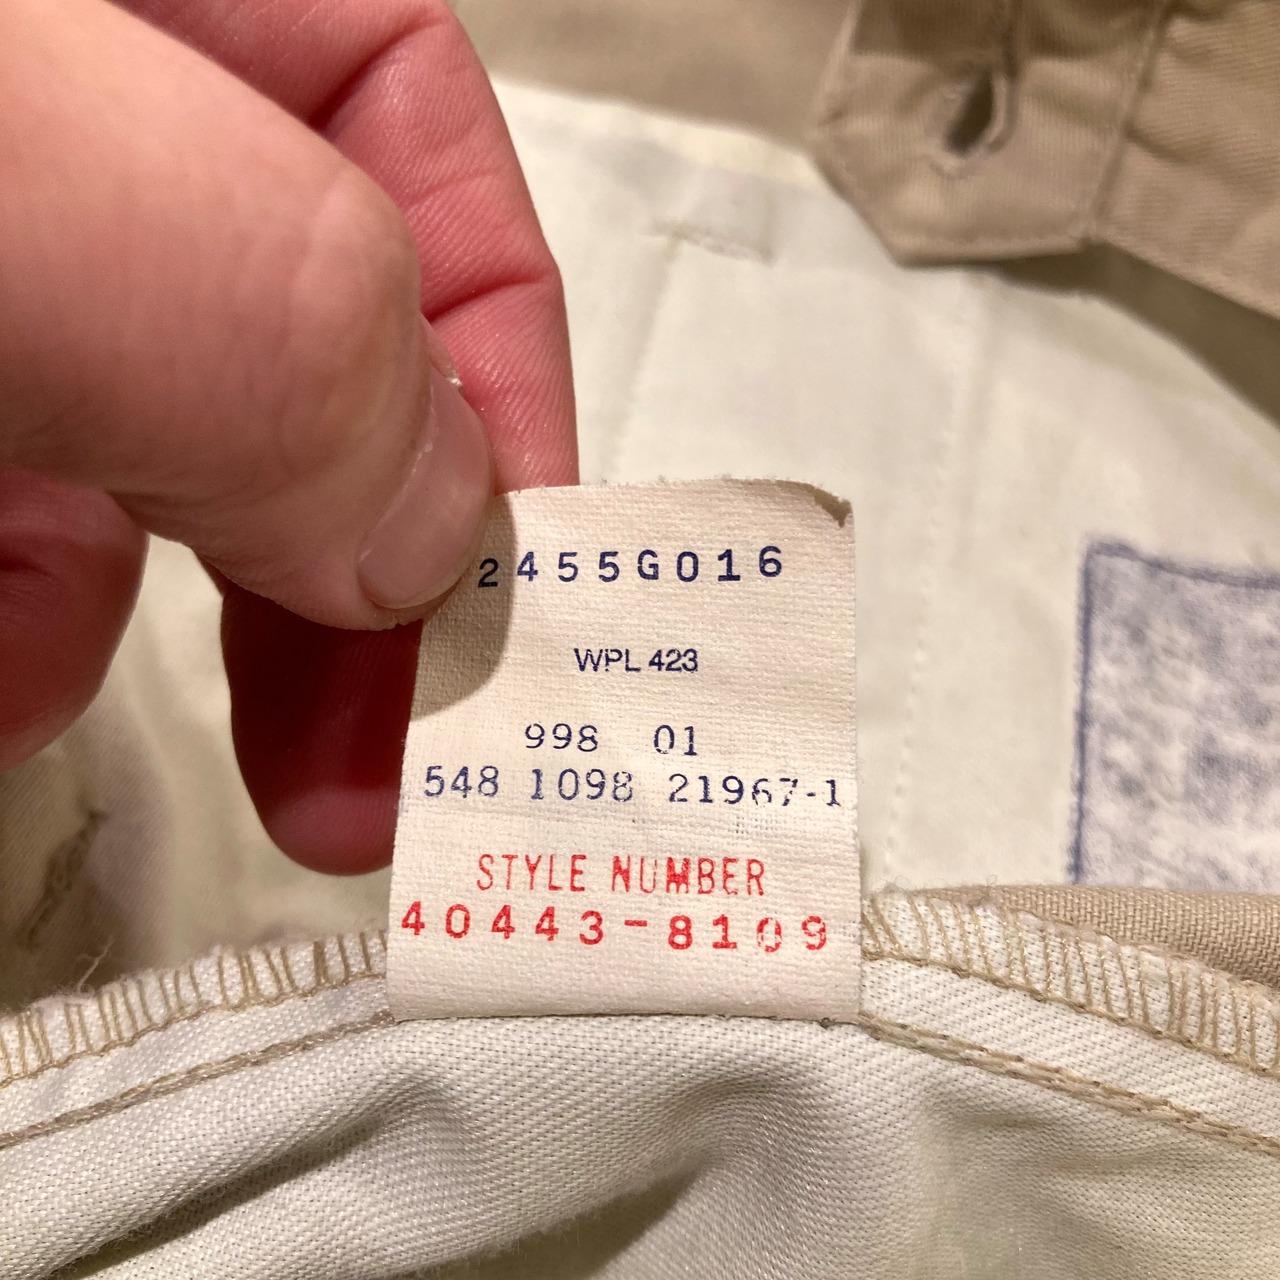 2455G016
WPL 423
998 01
548 1098 21967-1
STYLE NUMBER
40443-8109